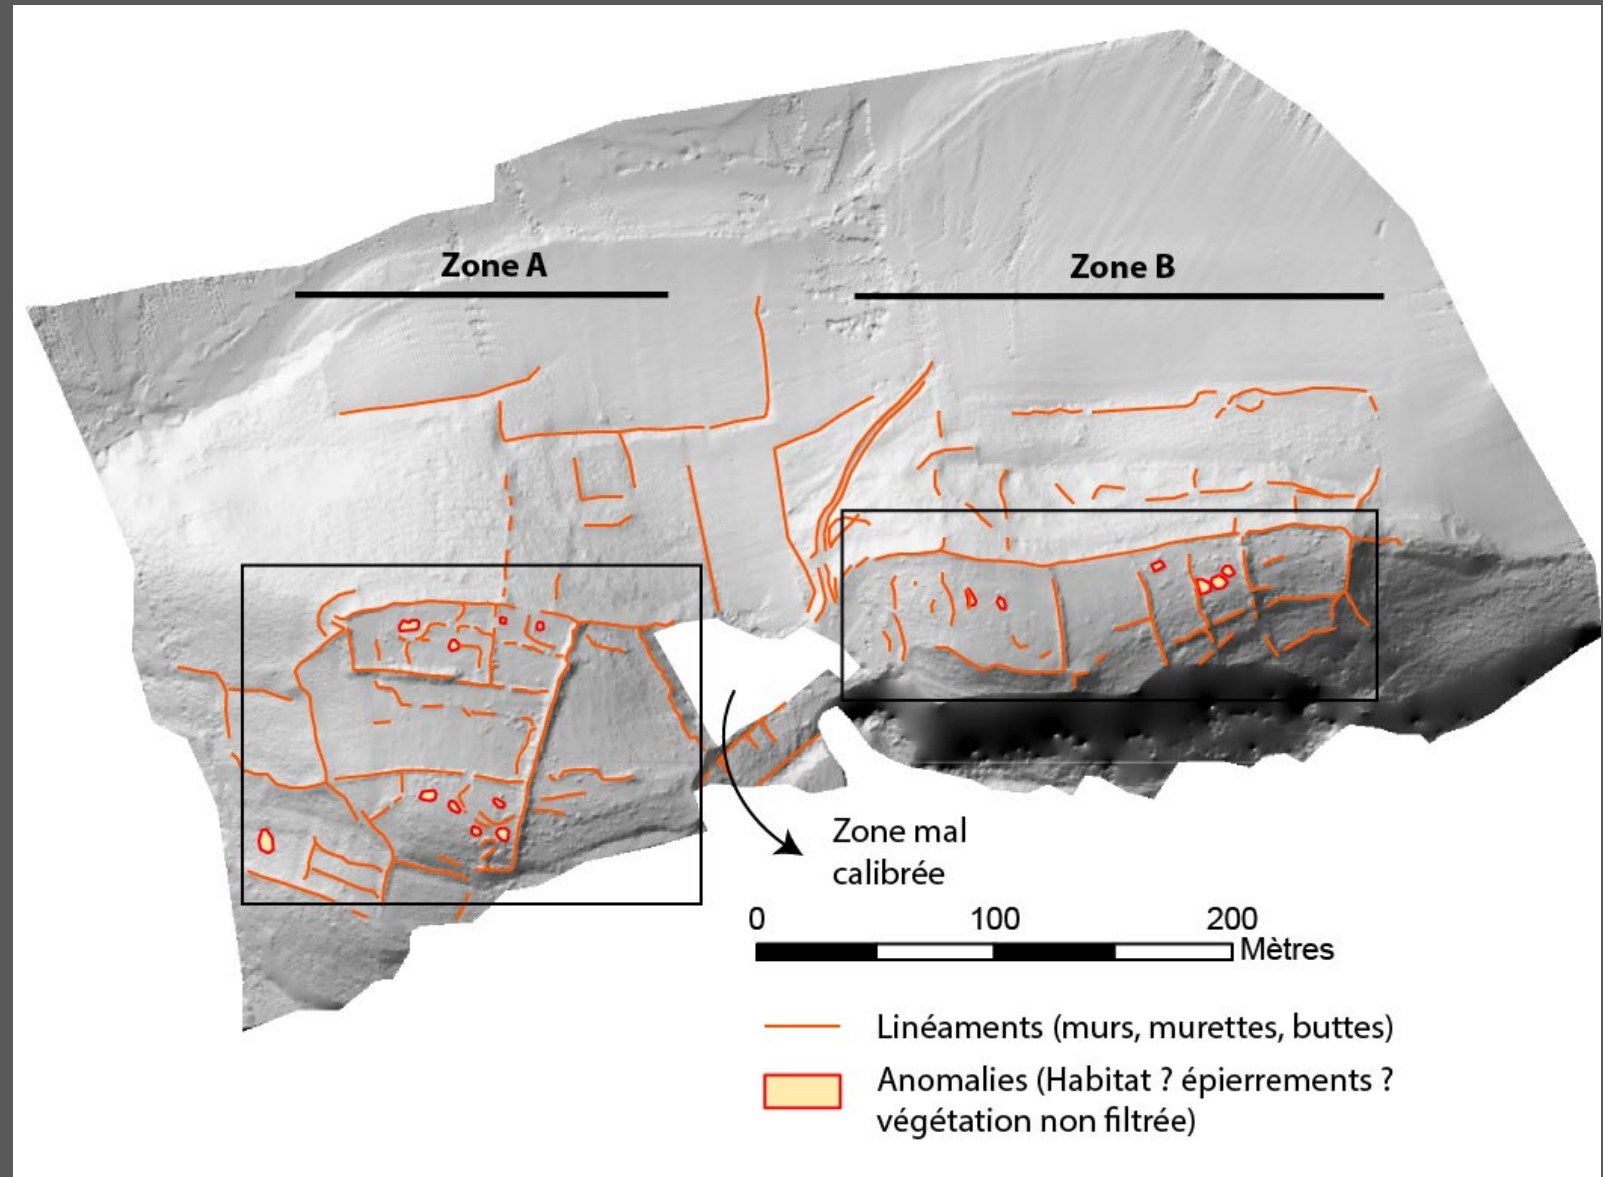 Zone A
Zone B
Zone mal
calibrée
0 100 200
Mètres
Linéaments (murs, murettes, buttes)
Anomalies (Habitat ? épierrements ?
végétation non filtrée)